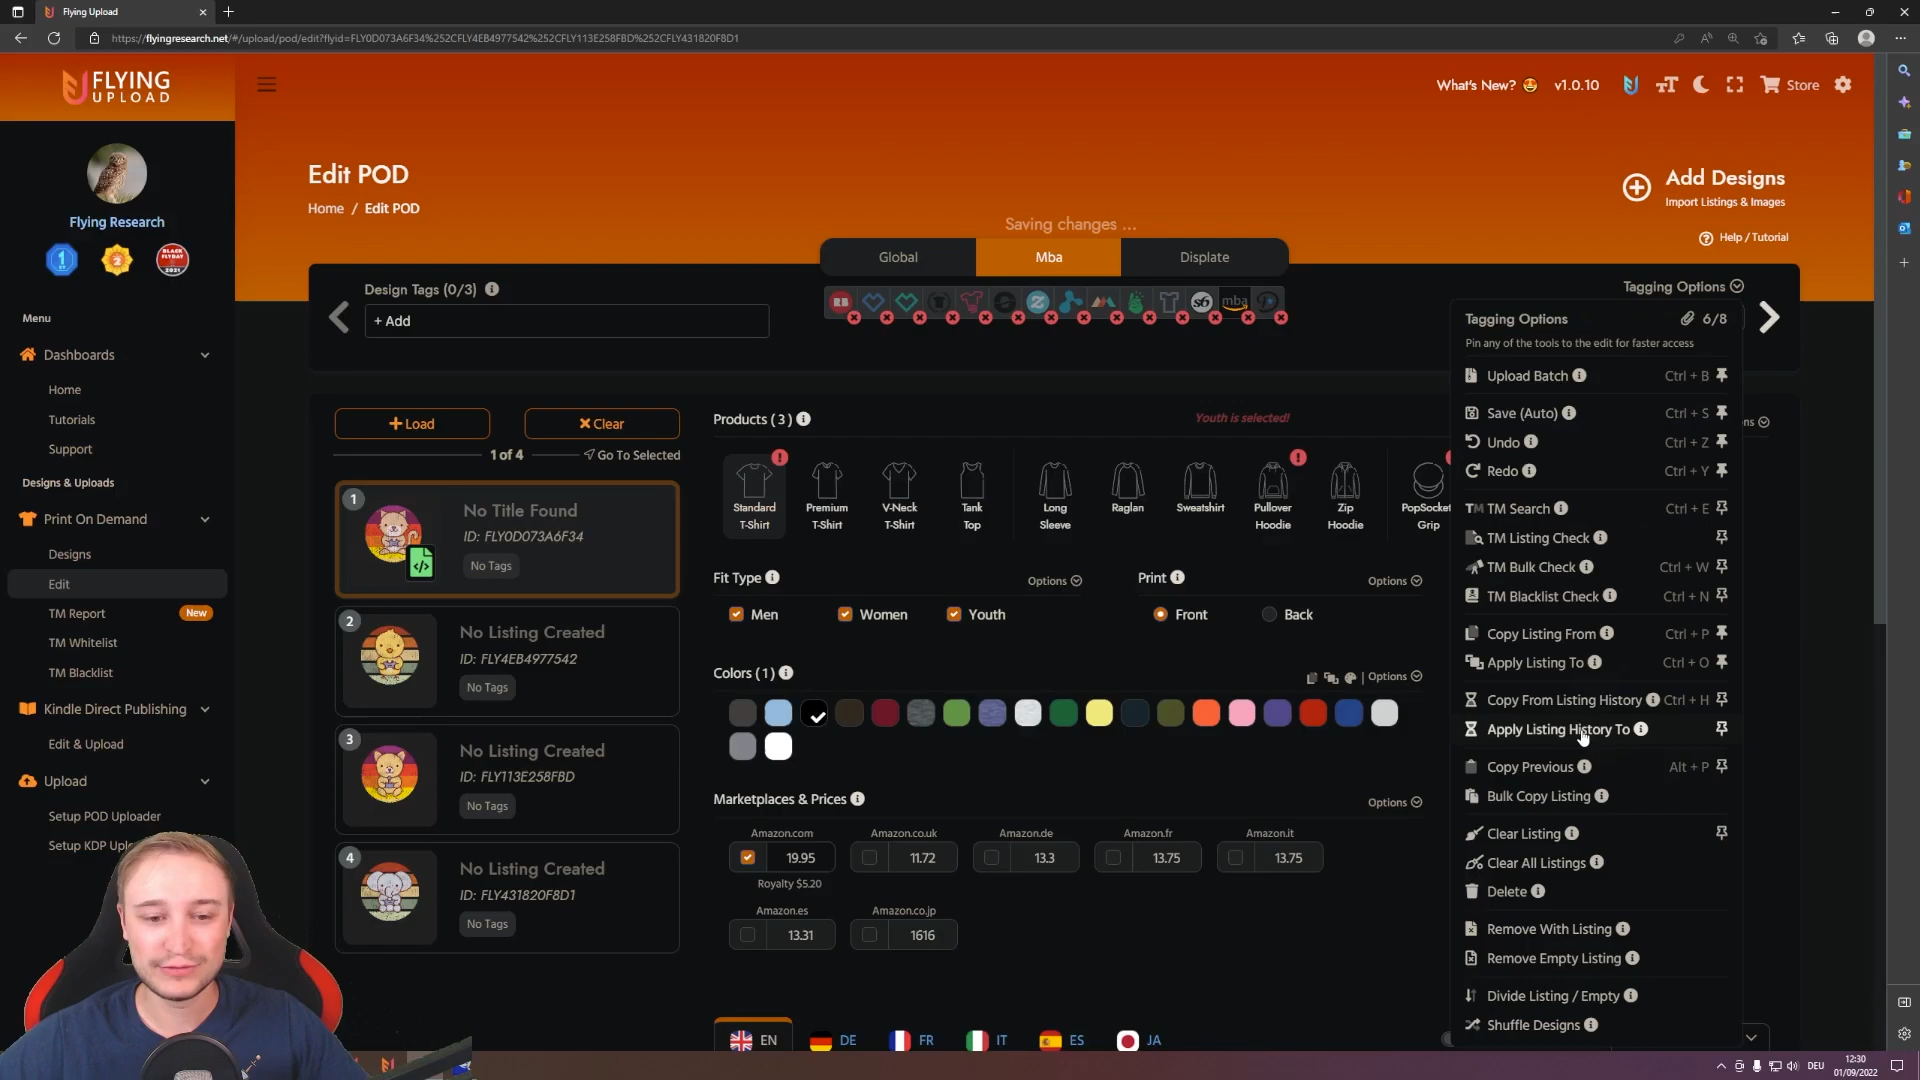 Flying Upload
https://flyingresearch.net/#/upload/pod/edit?flyid=FLY0D073A6F34%252CFLY4EB4977542%252CFLY113E258FBD%252CFLY431820F8D1
FLYING
UPLOAD
What's New? 🤩 v1.0.10
Store
Flying Research
1
2
BLACK
FLYDAY
2021
Menu
Dashboards
Home
Tutorials
Support
Designs & Uploads
Print On Demand
Designs
Edit
TM Report New
TM Whitelist
TM Blacklist
Kindle Direct Publishing
Edit & Upload
Upload
Setup POD Uploader
Edit POD
Home / Edit POD
Add Designs
Import Listings & Images
Help / Tutorial
Saving changes ...
Global
Mba
Displate
Design Tags (0/3)
+ Add
RB
S6
mba
Tagging Options
+ Load
Clear
1 of 4
Go To Selected
1
No Title Found
ID: FLY0D073A6F34
No Tags
2
No Listing Created
ID: FLY4EB4977542
No Tags
3
No Listing Created
ID: FLY113E258FBD
No Tags
4
No Listing Created
ID: FLY431820F8D1
No Tags
Products ( 3 )
Youth is selected!
Standard
T-Shirt
Premium
T-Shirt
V-Neck
T-Shirt
Tank
Top
Long
Sleeve
Raglan
Sweatshirt
Pullover
Hoodie
Zip
Hoodie
PopSocket
Grip
Fit Type
Options
Men
Women
Youth
Print
Options
Front
Back
Colors ( 1 )
| Options
Marketplaces & Prices
Options
Amazon.com
19.95
Royalty $5.20
Amazon.co.uk
11.72
Amazon.de
13.3
Amazon.fr
13.75
Amazon.it
13.75
Amazon.es
13.31
Amazon.co.jp
1616
EN
DE
FR
IT
ES
JA
Tagging Options 6/8
Pin any of the tools to the edit for faster access
Upload Batch Ctrl + B
Save (Auto) Ctrl + S
Undo Ctrl + Z
Redo Ctrl + Y
TM TM Search Ctrl + E
TM Listing Check
TM Bulk Check Ctrl + W
TM Blacklist Check Ctrl + N
Copy Listing From Ctrl + P
Apply Listing To Ctrl + O
Copy From Listing History Ctrl + H
Apply Listing History To
Copy Previous Alt + P
Bulk Copy Listing
Clear Listing
Clear All Listings
Delete
Remove With Listing
Remove Empty Listing
Divide Listing / Empty
Shuffle Designs
DEU
12:30
01/09/2022